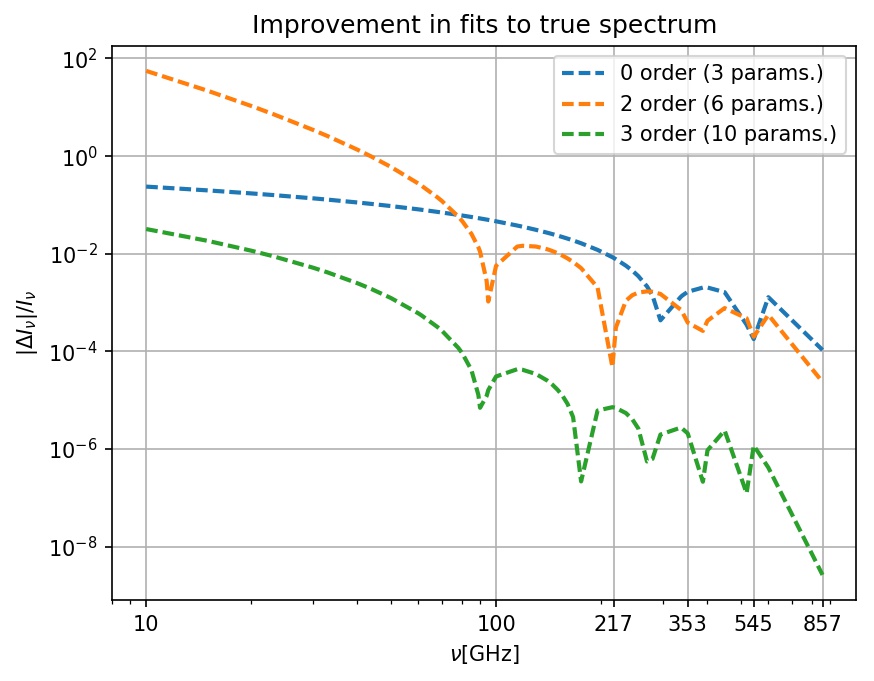 Improvement in fits to true spectrum
0 order (3 params.)
2 order (6 params.)
3 order (10 params.)
|ΔI_ν|/I_ν
10^2
10^0
10^−2
10^−4
10^−6
10^−8
10 100 217 353 545 857
ν[GHz]